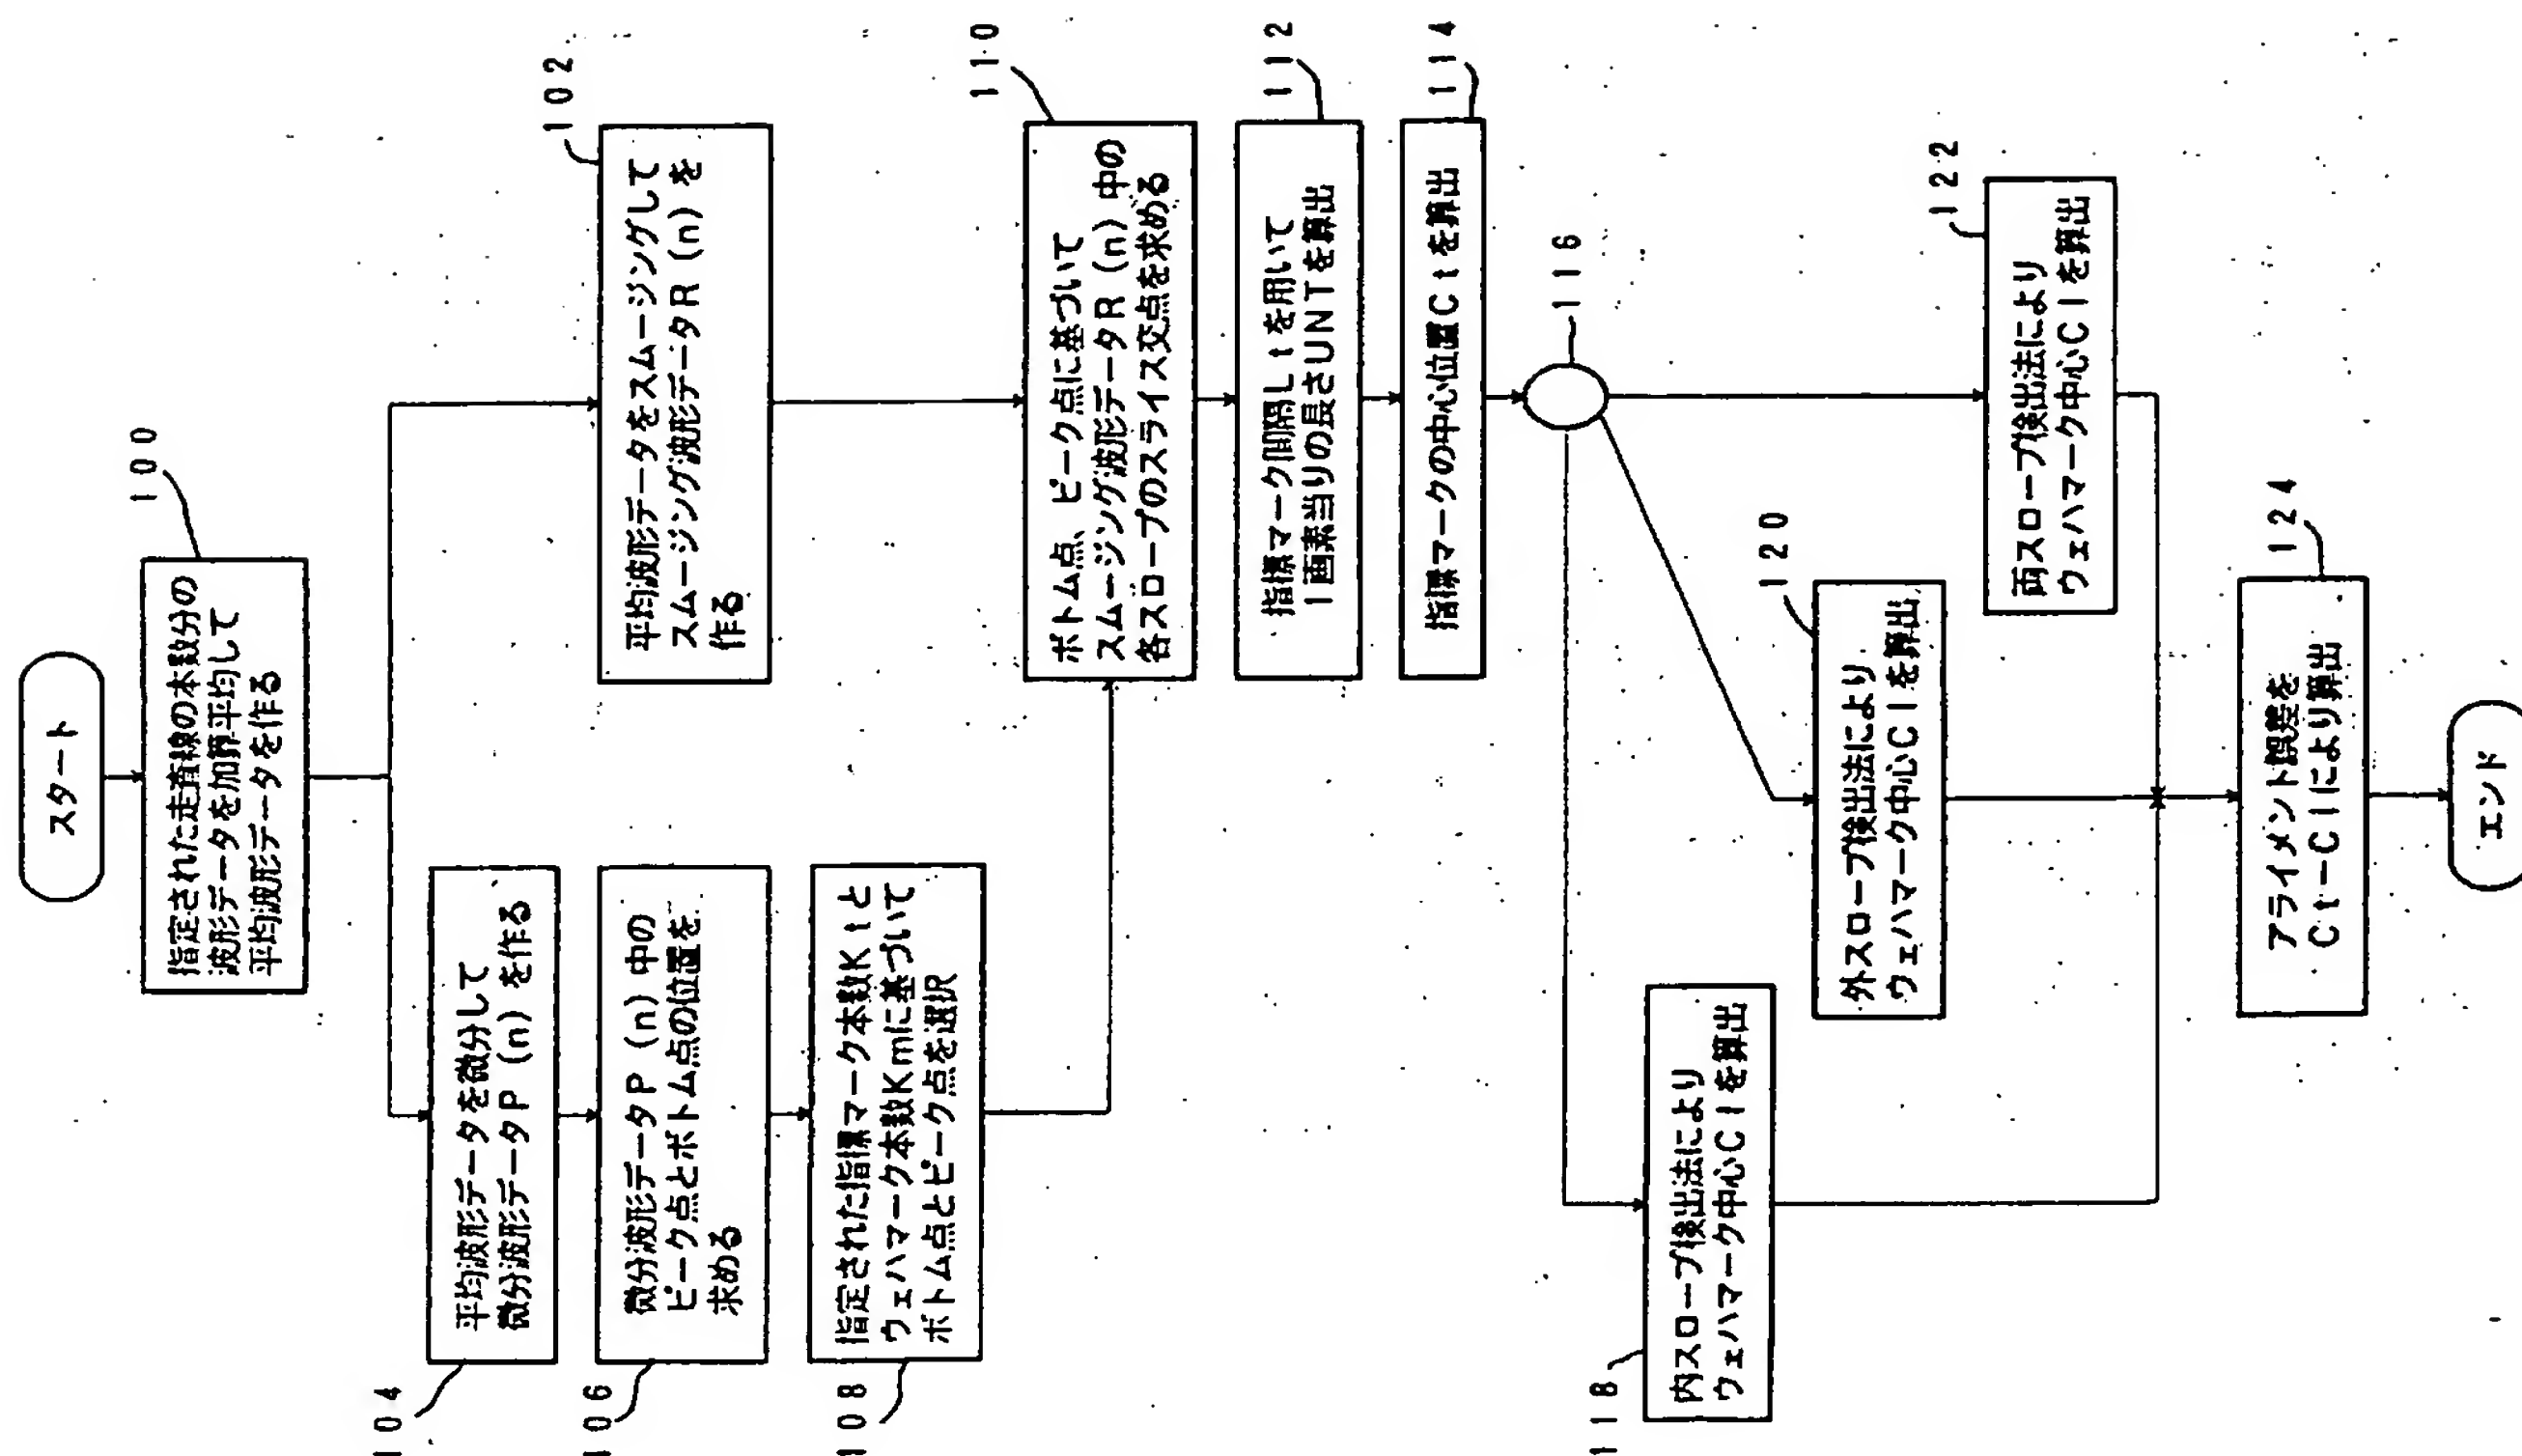 スタート
100
指定された走査線の本数分の
波形データを加算平均して
平均波形データを作る
102
平均波形データをスムージングして
スムージング波形データR(n)を
作る
104
平均波形データを微分して
微分波形データP(n)を作る
106
微分波形データP(n)中の
ピーク点とボトム点の位置を
求める
108
指定された指標マーク本数Ktと
ウェハマーク本数Kmに基づいて
ボトム点とピーク点を選択
110
ボトム点、ピーク点に基づいて
スムージング波形データR(n)中の
各スロープのスライス交点を求める
112
指標マーク間隔Ltを用いて
1画素当りの長さUNTを算出
114
指標マークの中心位置Ctを算出
116
118
内スロープ検出法により
ウェハマーク中心Clを算出
120
外スロープ検出法により
ウェハマーク中心Clを算出
122
両スロープ検出法により
ウェハマーク中心Clを算出
124
アライメント誤差を
Ct－Clにより算出
エンド